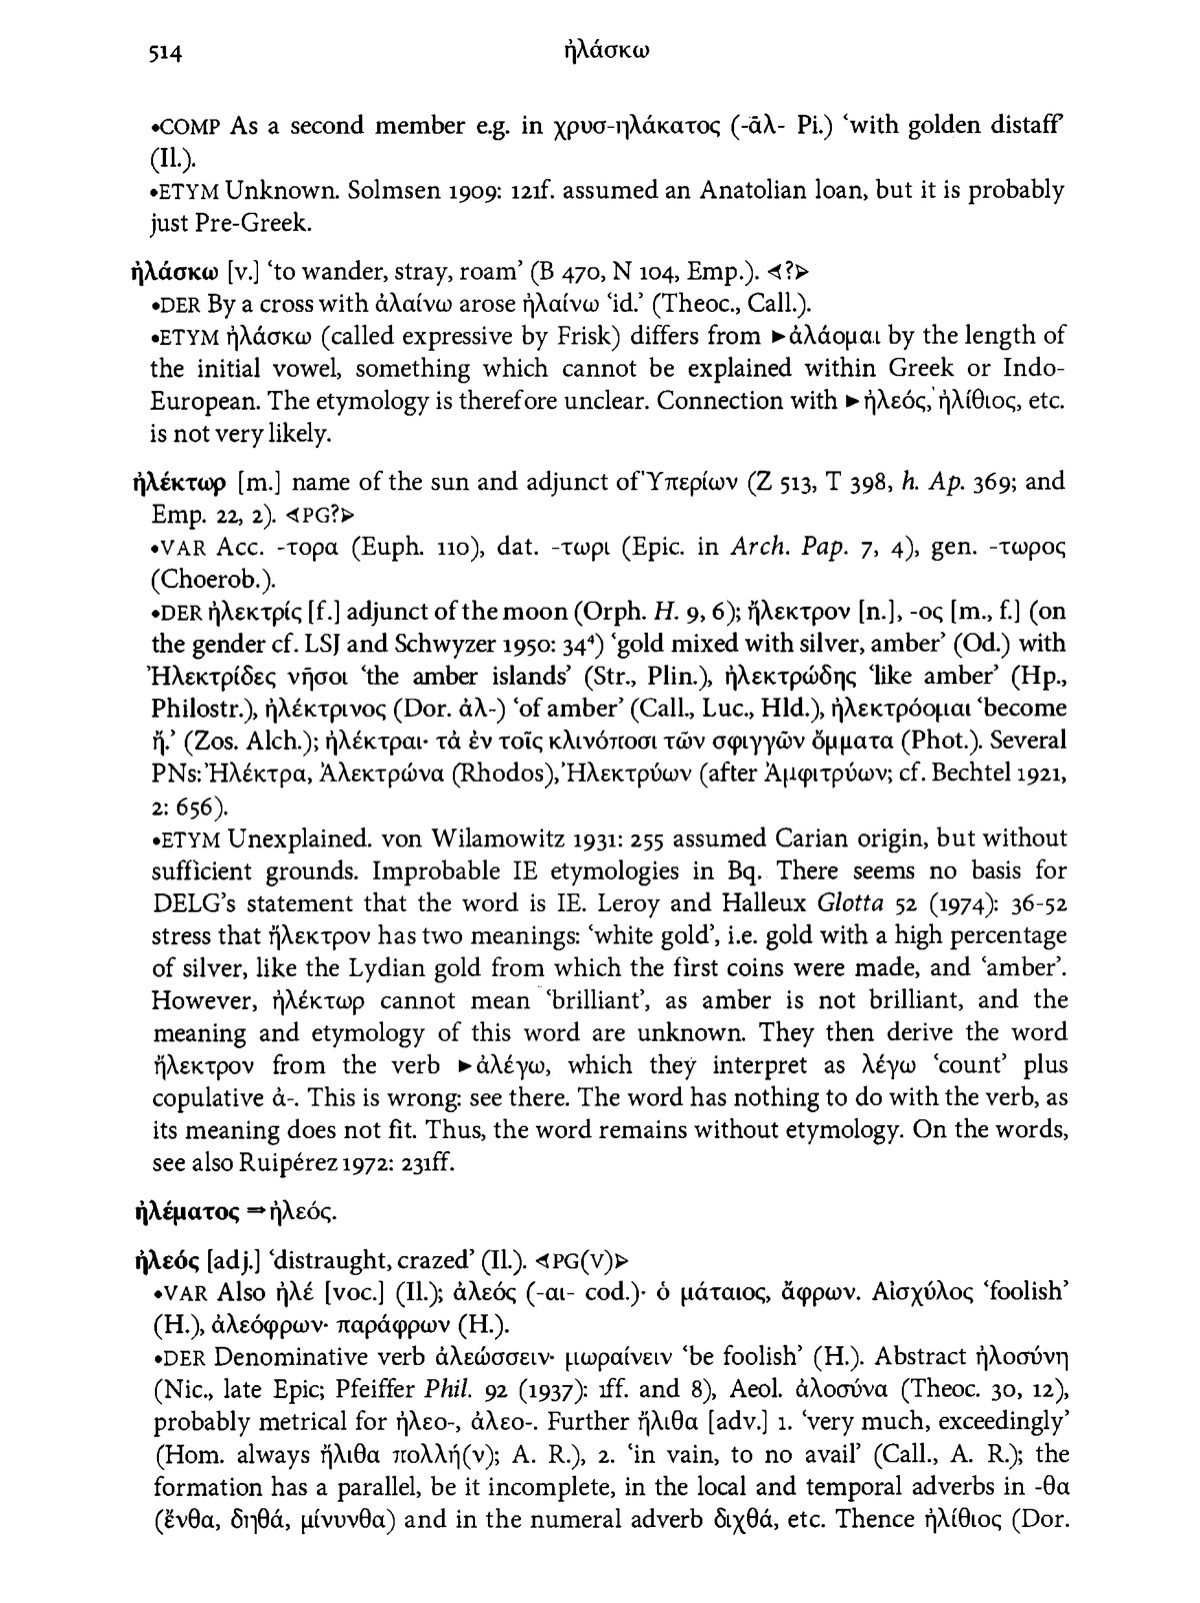 514 ἠλάσκω
•COMP As a second member e.g. in χρυσ-ηλάκατος (-ᾱλ- Pi.) ‘with golden distaff’
(Il.).
•ETYM Unknown. Solmsen 1909: 121f. assumed an Anatolian loan, but it is probably
just Pre-Greek.
ἠλάσκω [v.] ‘to wander, stray, roam’ (B 470, N 104, Emp.). ⊲?⊳
•DER By a cross with ἀλαίνω arose ἠλαίνω ‘id.’ (Theoc., Call.).
•ETYM ἠλάσκω (called expressive by Frisk) differs from ►ἀλάομαι by the length of
the initial vowel, something which cannot be explained within Greek or Indo-
European. The etymology is therefore unclear. Connection with ►ἠλεός, ἠλίθιος, etc.
is not very likely.
ἠλέκτωρ [m.] name of the sun and adjunct of Ὑπερίων (Z 513, T 398, h. Ap. 369; and
Emp. 22, 2). ⊲PG?⊳
•VAR Acc. -τορα (Euph. 110), dat. -τωρι (Epic. in Arch. Pap. 7, 4), gen. -τωρος
(Choerob.).
•DER ἠλεκτρίς [f.] adjunct of the moon (Orph. H. 9, 6); ἤλεκτρον [n.], -ος [m., f.] (on
the gender cf. LSJ and Schwyzer 1950: 34⁴) ‘gold mixed with silver, amber’ (Od.) with
Ἠλεκτρίδες νῆσοι ‘the amber islands’ (Str., Plin.), ἠλεκτρώδης ‘like amber’ (Hp.,
Philostr.), ἠλέκτρινος (Dor. ἀλ-) ‘of amber’ (Call., Luc., Hld.), ἠλεκτρόομαι ‘become
ἤ.’ (Zos. Alch.); ἠλέκτραι· τὰ ἐν τοῖς κλινόποσι τῶν σφιγγῶν ὄμματα (Phot.). Several
PNs: Ἠλέκτρα, Ἀλεκτρώνα (Rhodos), Ἠλεκτρύων (after Ἀμφιτρύων; cf. Bechtel 1921,
2: 656).
•ETYM Unexplained. von Wilamowitz 1931: 255 assumed Carian origin, but without
sufficient grounds. Improbable IE etymologies in Bq. There seems no basis for
DELG’s statement that the word is IE. Leroy and Halleux Glotta 52 (1974): 36-52
stress that ἤλεκτρον has two meanings: ‘white gold’, i.e. gold with a high percentage
of silver, like the Lydian gold from which the first coins were made, and ‘amber’.
However, ἠλέκτωρ cannot mean ‘brilliant’, as amber is not brilliant, and the
meaning and etymology of this word are unknown. They then derive the word
ἤλεκτρον from the verb ►ἀλέγω, which they interpret as λέγω ‘count’ plus
copulative ἀ-. This is wrong: see there. The word has nothing to do with the verb, as
its meaning does not fit. Thus, the word remains without etymology. On the words,
see also Ruipérez 1972: 231ff.
ἠλέματος ⇒ἠλεός.
ἠλεός [adj.] ‘distraught, crazed’ (Il.). ⊲PG(V)⊳
•VAR Also ἠλέ [voc.] (Il.); ἀλεός (-αι- cod.)· ὁ μάταιος, ἄφρων. Αἰσχύλος ‘foolish’
(H.), ἀλεόφρων· παράφρων (H.).
•DER Denominative verb ἀλεώσσειν· μωραίνειν ‘be foolish’ (H.). Abstract ἠλοσύνη
(Nic., late Epic; Pfeiffer Phil. 92 (1937): 1ff. and 8), Aeol. ἀλοσύνα (Theoc. 30, 12),
probably metrical for ἠλεο-, ἀλεο-. Further ἤλιθα [adv.] 1. ‘very much, exceedingly’
(Hom. always ἤλιθα πολλή(ν); A. R.), 2. ‘in vain, to no avail’ (Call., A. R.); the
formation has a parallel, be it incomplete, in the local and temporal adverbs in -θα
(ἔνθα, δηθά, μίνυνθα) and in the numeral adverb διχθά, etc. Thence ἠλίθιος (Dor.